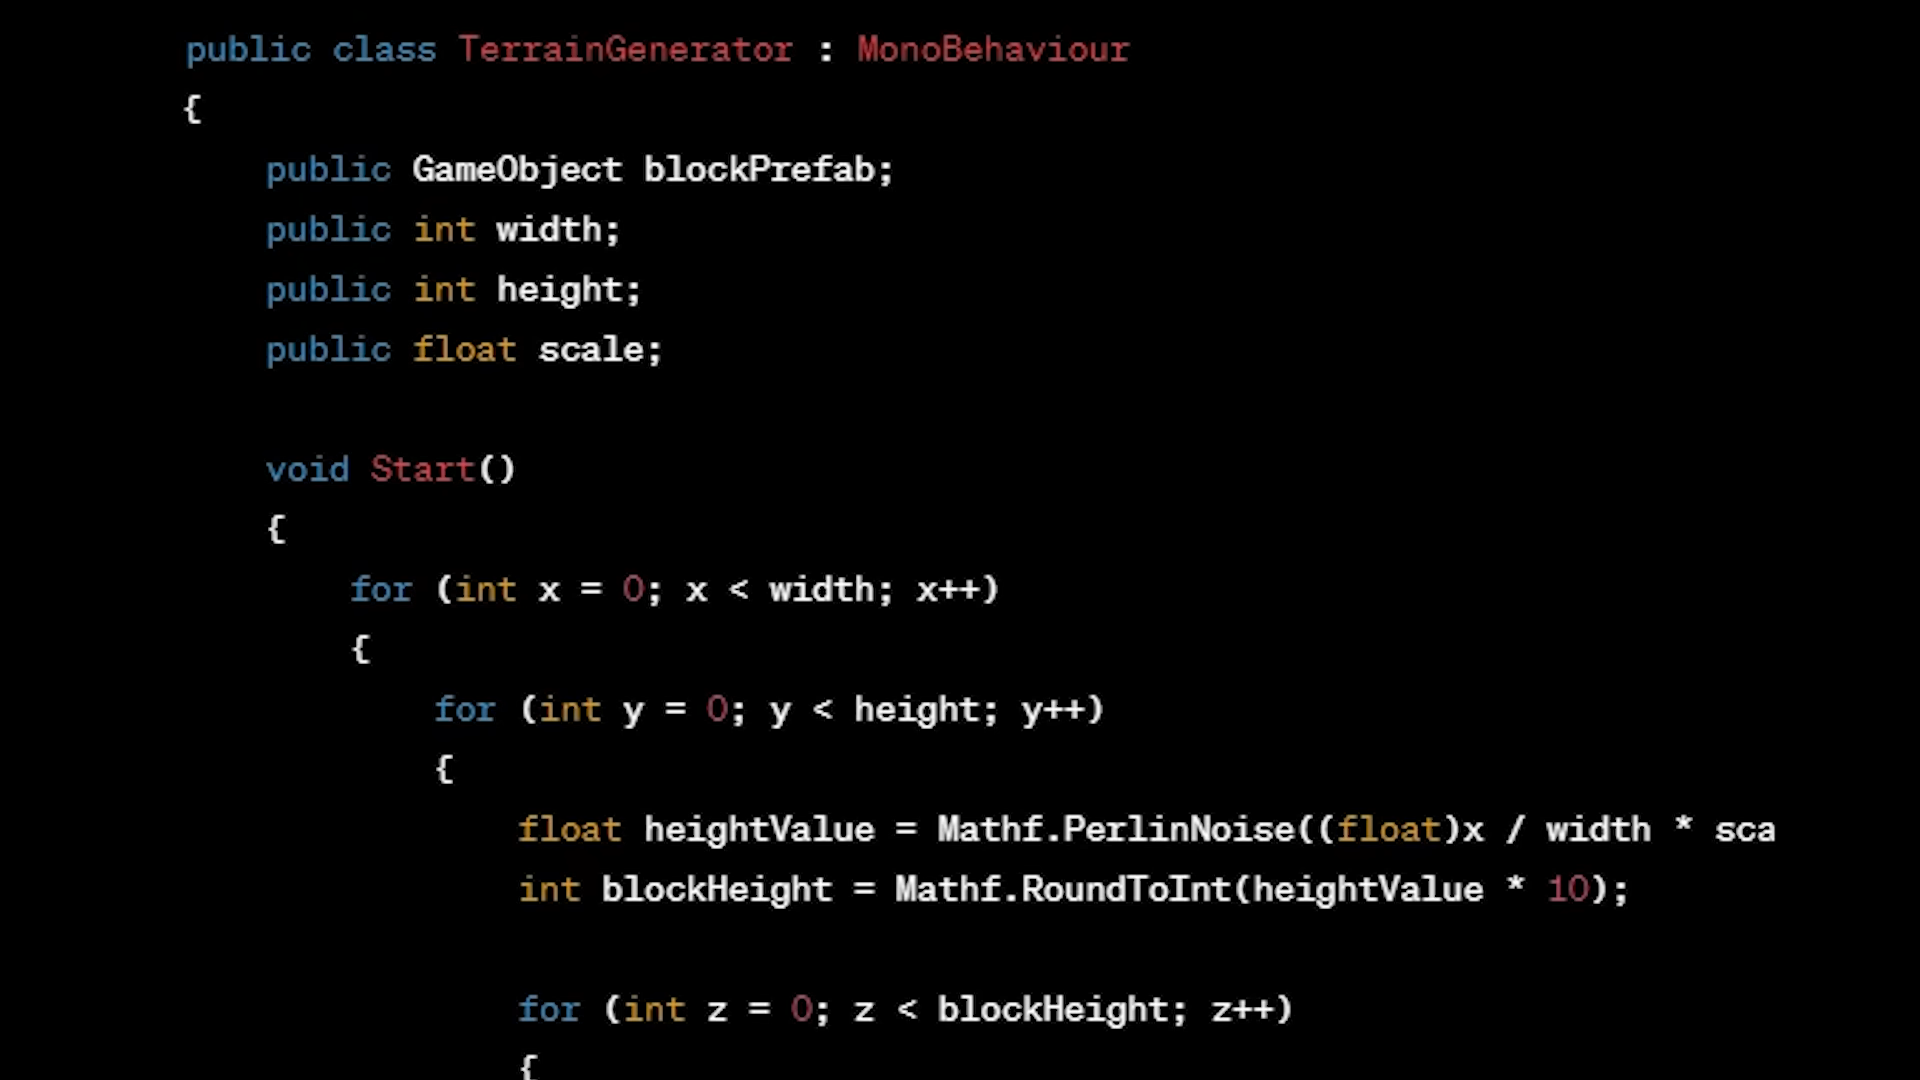 public class TerrainGenerator : MonoBehaviour
{
    public GameObject blockPrefab;
    public int width;
    public int height;
    public float scale;

    void Start()
    {
        for (int x = 0; x < width; x++)
        {
            for (int y = 0; y < height; y++)
            {
                float heightValue = Mathf.PerlinNoise((float)x / width * sca
                int blockHeight = Mathf.RoundToInt(heightValue * 10);

                for (int z = 0; z < blockHeight; z++)
                {